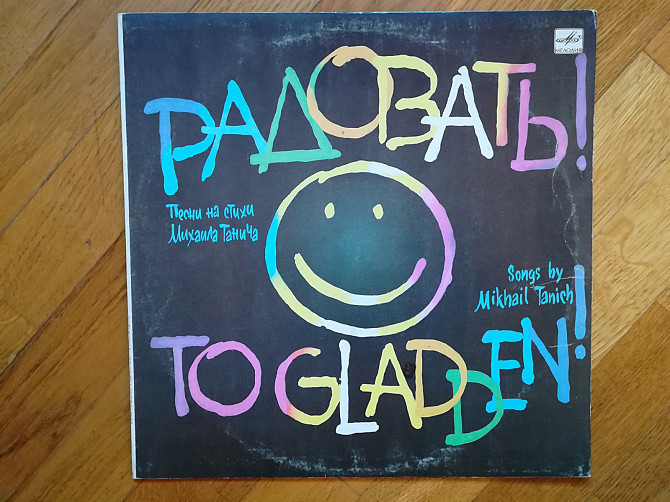 РАДОВАТЬ!
Песни на стихи
Михаила Танича
Songs by
Mikhail Tanich
TO GLADDEN!
МЕЛОДИЯ